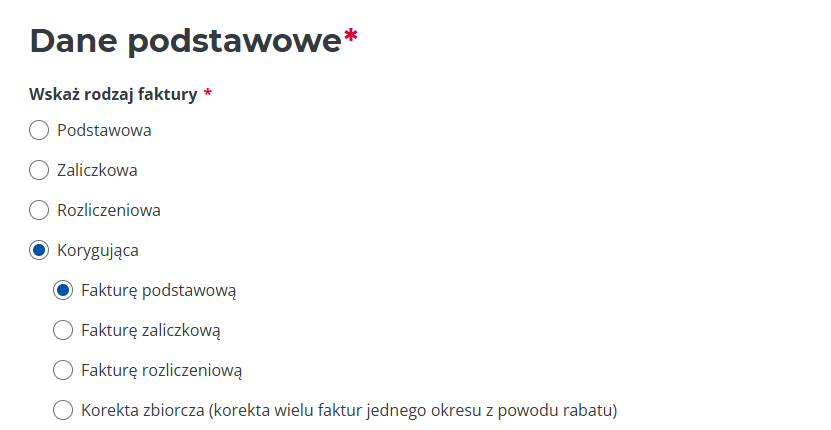 Dane podstawowe*
Wskaż rodzaj faktury *
Podstawowa
Zaliczkowa
Rozliczeniowa
Korygująca
Fakturę podstawową
Fakturę zaliczkową
Fakturę rozliczeniową
Korekta zbiorcza (korekta wielu faktur jednego okresu z powodu rabatu)